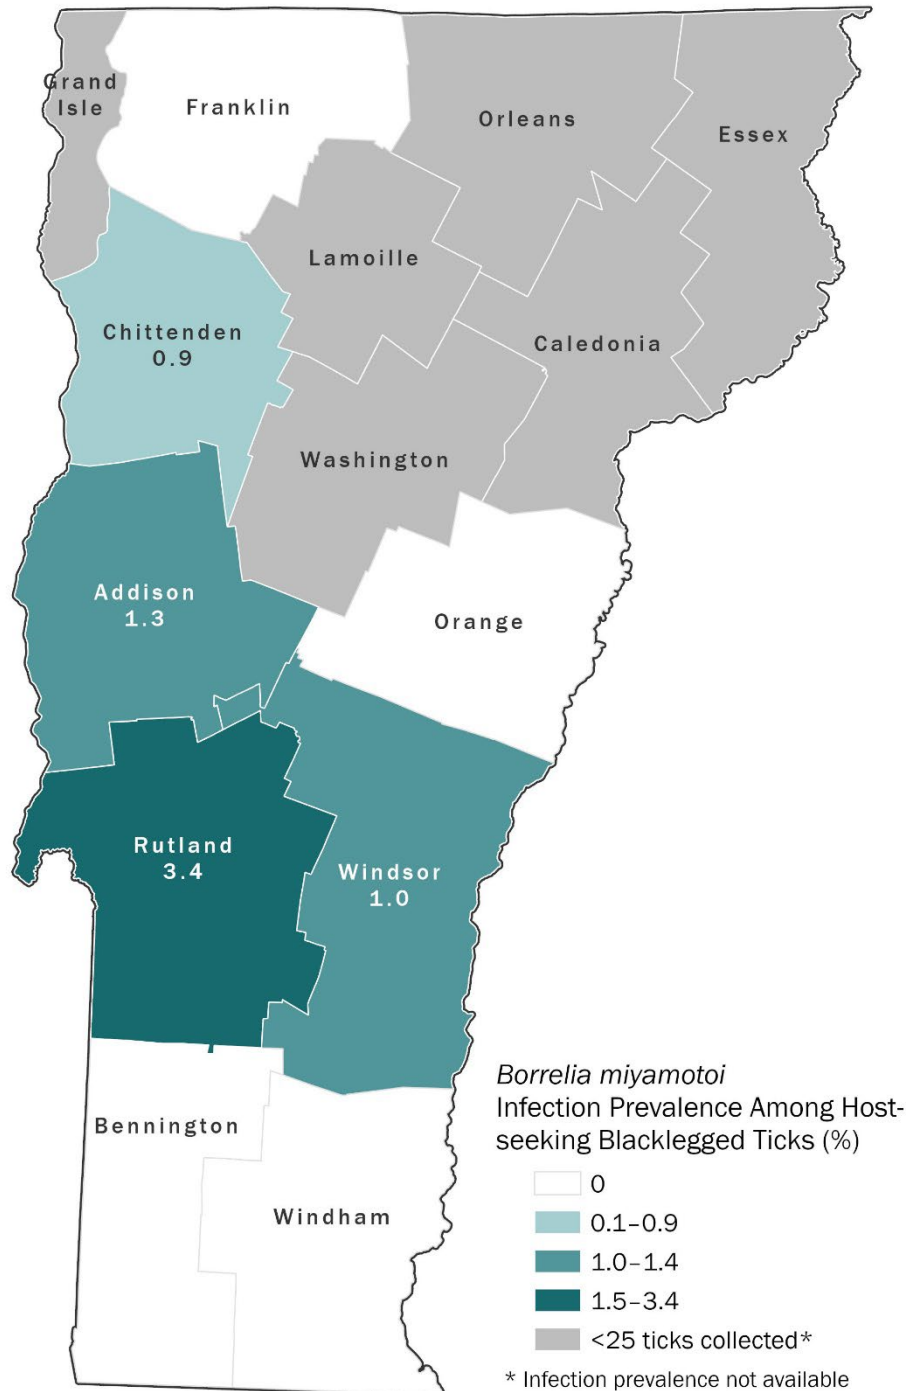 Grand
Isle
Franklin
Orleans
Essex
Lamoille
Chittenden
0.9
Caledonia
Washington
Addison
1.3
Orange
Rutland
3.4
Windsor
1.0
Bennington
Windham
Borrelia miyamotoi
Infection Prevalence Among Host-
seeking Blacklegged Ticks (%)
0
0.1–0.9
1.0–1.4
1.5–3.4
<25 ticks collected*
* Infection prevalence not available